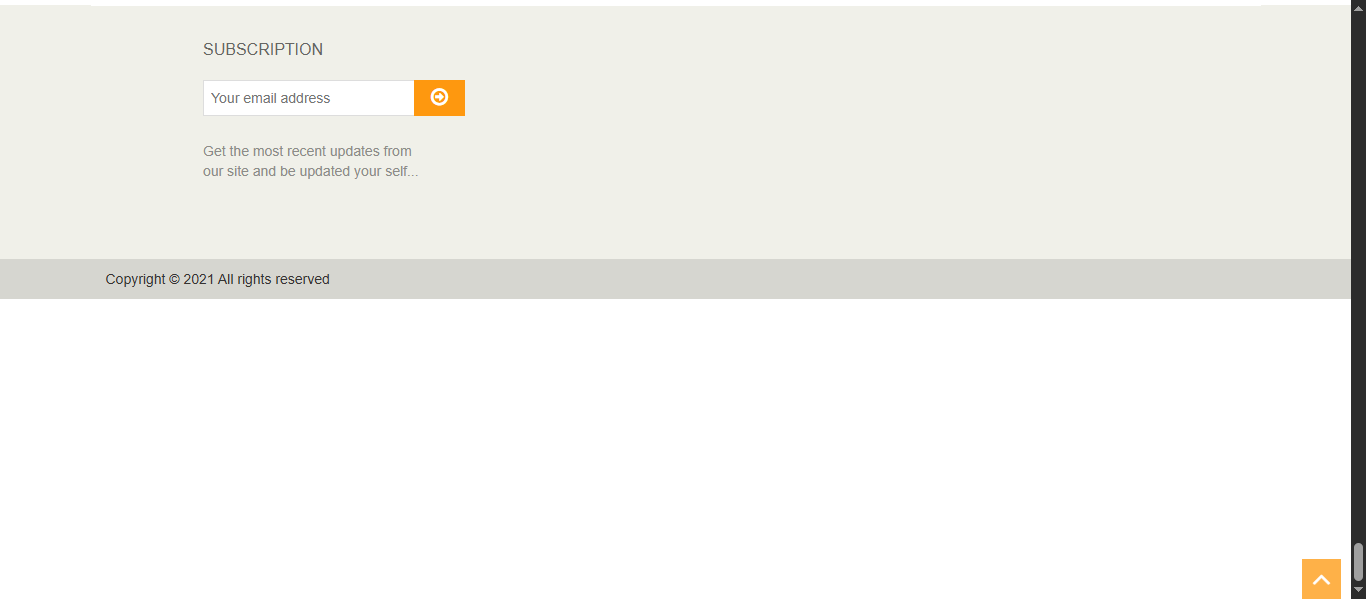 SUBSCRIPTION
Your email address
Get the most recent updates from
our site and be updated your self...
Copyright © 2021 All rights reserved